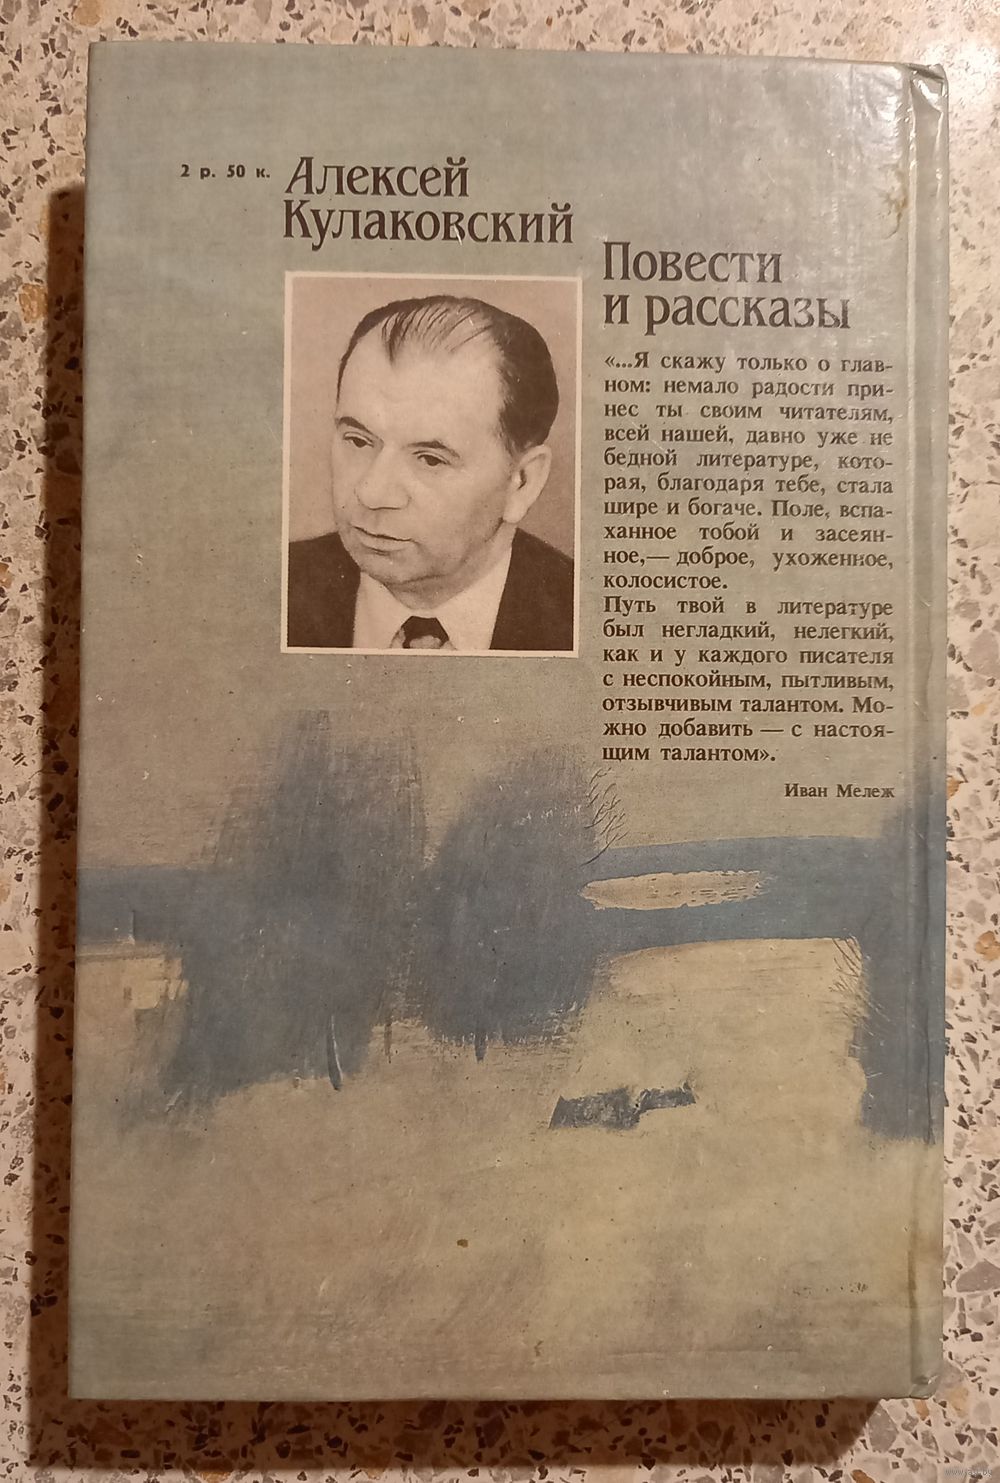 2 р. 50 к.
Алексей
Кулаковский
Повести
и рассказы
«...Я скажу только о глав-
ном: немало радости при-
нес ты своим читателям,
всей нашей, давно уже не
бедной литературе, кото-
рая, благодаря тебе, стала
шире и богаче. Поле, вспа-
ханное тобой и засеян-
ное,— доброе, ухоженное,
колосистое.
Путь твой в литературе
был негладкий, нелегкий,
как и у каждого писателя
с неспокойным, пытливым,
отзывчивым талантом. Мо-
жно добавить — с настоя-
щим талантом».
Иван Мележ